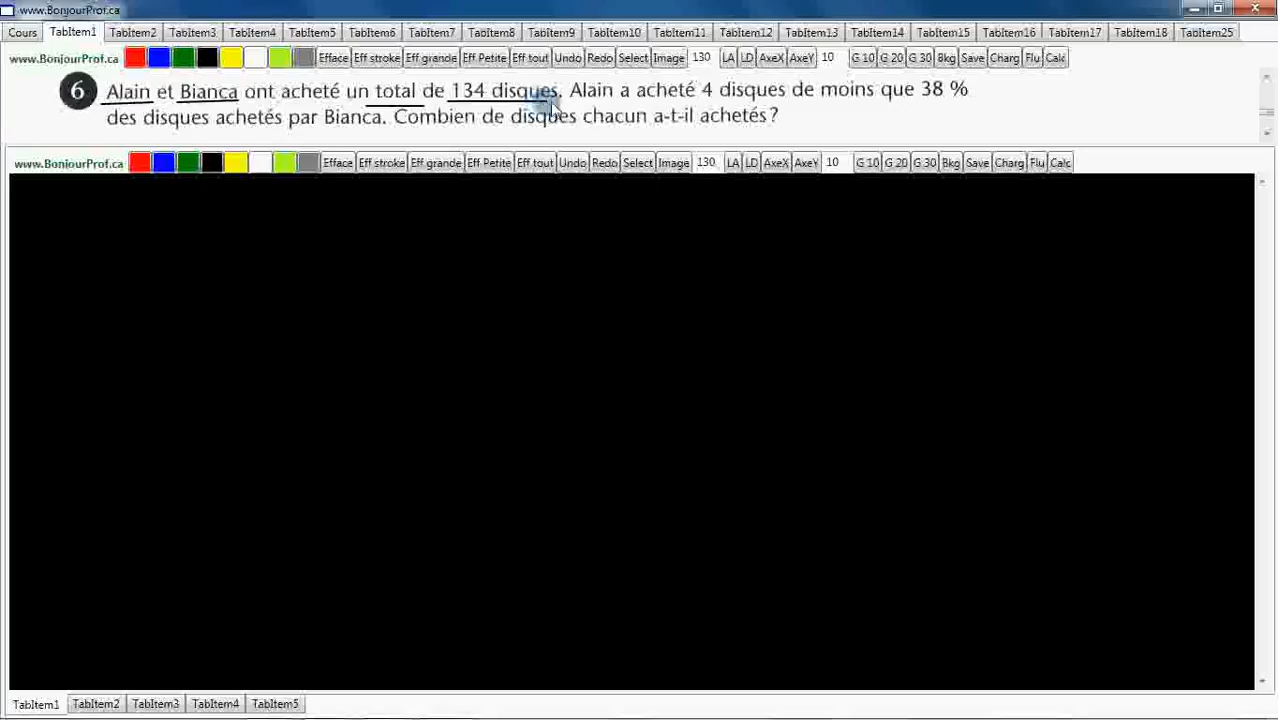 www.BonjourProf.ca
Cours TabItem1 TabItem2 TabItem3 TabItem4 TabItem5 TabItem6 TabItem7 TabItem8 TabItem9 TabItem10 TabItem11 TabItem12 TabItem13 TabItem14 TabItem15 TabItem16 TabItem17 TabItem18 TabItem25
www.BonjourProf.ca Efface Eff stroke Eff grande Eff Petite Eff tout Undo Redo Select Image 130 LA LD AxeX AxeY 10 G 10 G 20 G 30 Bkg Save Charg Flu Calc
6 Alain et Bianca ont acheté un total de 134 disques. Alain a acheté 4 disques de moins que 38 %
des disques achetés par Bianca. Combien de disques chacun a-t-il achetés ?
www.BonjourProf.ca Efface Eff stroke Eff grande Eff Petite Eff tout Undo Redo Select Image 130 LA LD AxeX AxeY 10 G 10 G 20 G 30 Bkg Save Charg Flu Calc
TabItem1 TabItem2 TabItem3 TabItem4 TabItem5